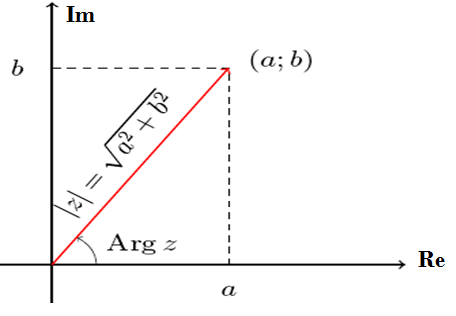 Im
b
(a; b)
|z| = √a² + b²
Arg z
Re
a